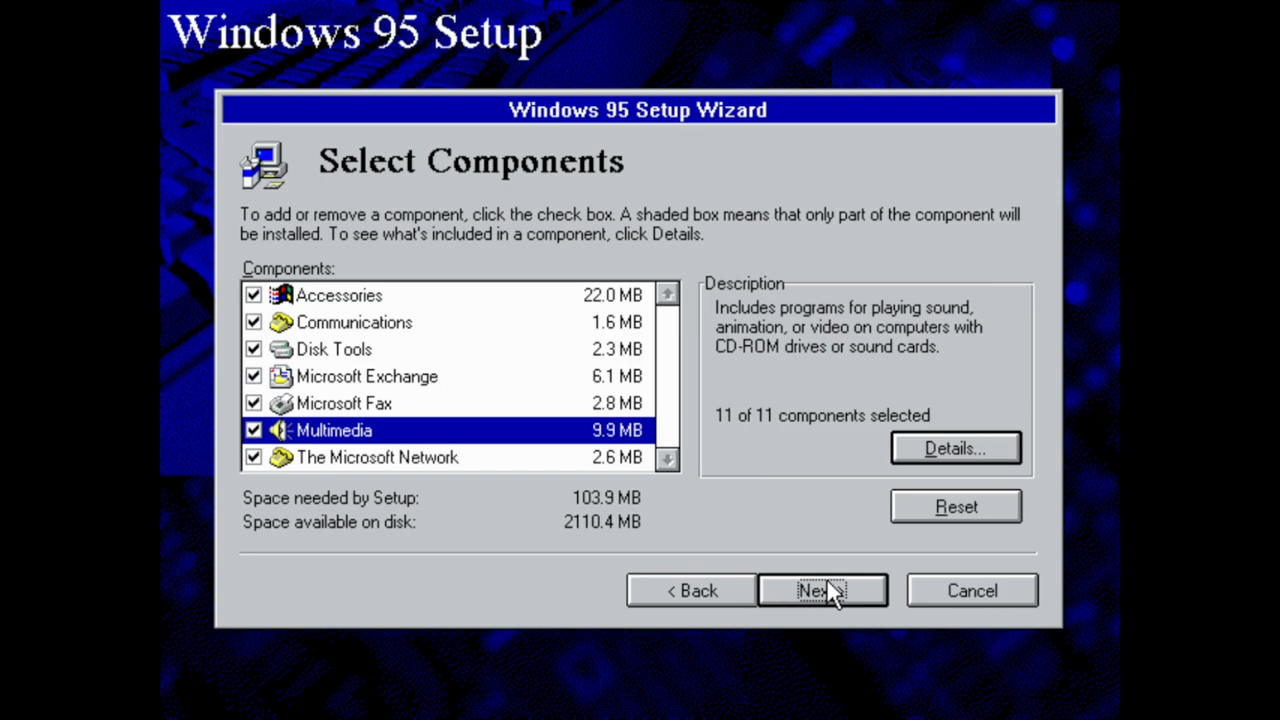 Windows 95 Setup
Windows 95 Setup Wizard
Select Components
To add or remove a component, click the check box. A shaded box means that only part of the component will
be installed. To see what's included in a component, click Details.
Components:
Accessories 22.0 MB
Communications 1.6 MB
Disk Tools 2.3 MB
Microsoft Exchange 6.1 MB
Microsoft Fax 2.8 MB
Multimedia 9.9 MB
The Microsoft Network 2.6 MB
Description
Includes programs for playing sound,
animation, or video on computers with
CD-ROM drives or sound cards.
11 of 11 components selected
Details...
Space needed by Setup: 103.9 MB
Space available on disk: 2110.4 MB
Reset
< Back
Next >
Cancel